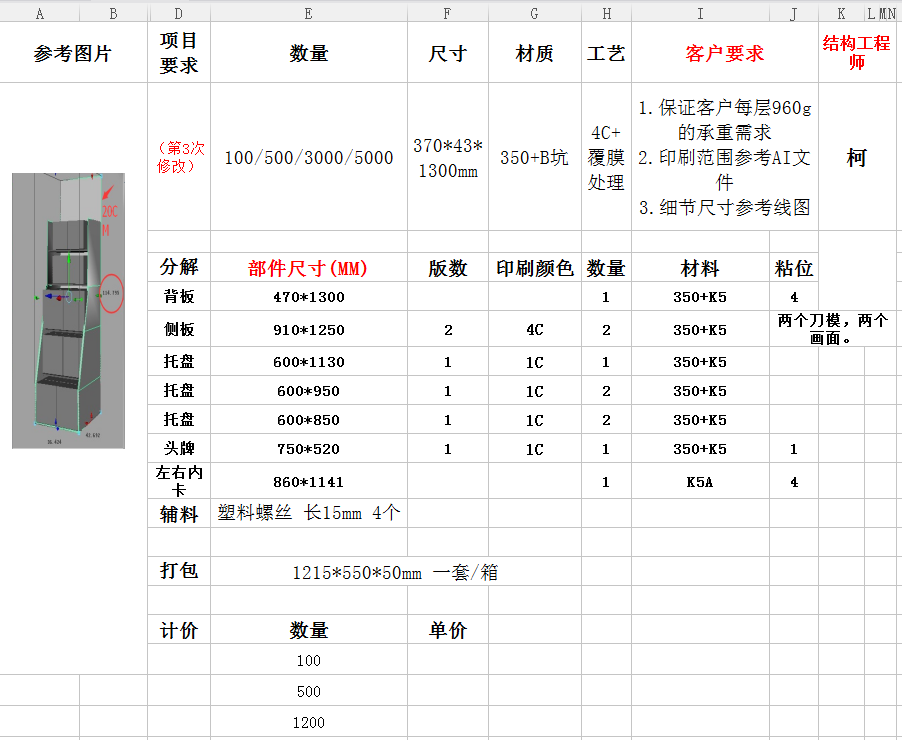 A B D E F G H I J K L M N
参考图片 项目要求 数量 尺寸 材质 工艺 客户要求 结构工程师
（第3次修改） 100/500/3000/5000 370*43*1300mm 350+B坑 4C+覆膜处理
1.保证客户每层960g的承重需求
2.印刷范围参考AI文件
3.细节尺寸参考线图
柯
20CM
分解 部件尺寸(MM) 版数 印刷颜色 数量 材料 粘位
背板 470*1300 1 350+K5 4
侧板 910*1250 2 4C 2 350+K5 两个刀模，两个画面。
托盘 600*1130 1 1C 1 350+K5
托盘 600*950 1 1C 2 350+K5
托盘 600*850 1 1C 2 350+K5
头牌 750*520 1 1C 1 350+K5 1
左右内卡 860*1141 1 K5A 4
辅料 塑料螺丝 长15mm 4个
打包 1215*550*50mm 一套/箱
计价 数量 单价
100
500
1200